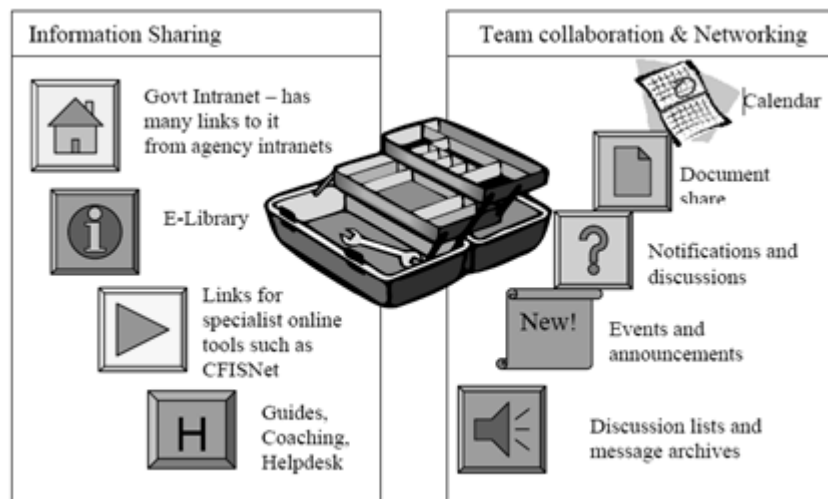 Information Sharing
Govt Intranet – has
many links to it
from agency intranets
E-Library
Links for
specialist online
tools such as
CFISNet
H
Guides,
Coaching,
Helpdesk
Team collaboration & Networking
Calendar
Document
share
?
Notifications and
discussions
New!
Events and
announcements
Discussion lists and
message archives